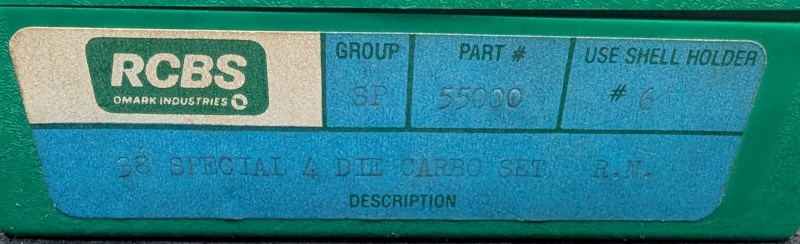 RCBS
OMARK INDUSTRIES
GROUP PART # USE SHELL HOLDER
SP 55000 # 6
38 SPECIAL 4 DIE CARBO SET R.N.
DESCRIPTION